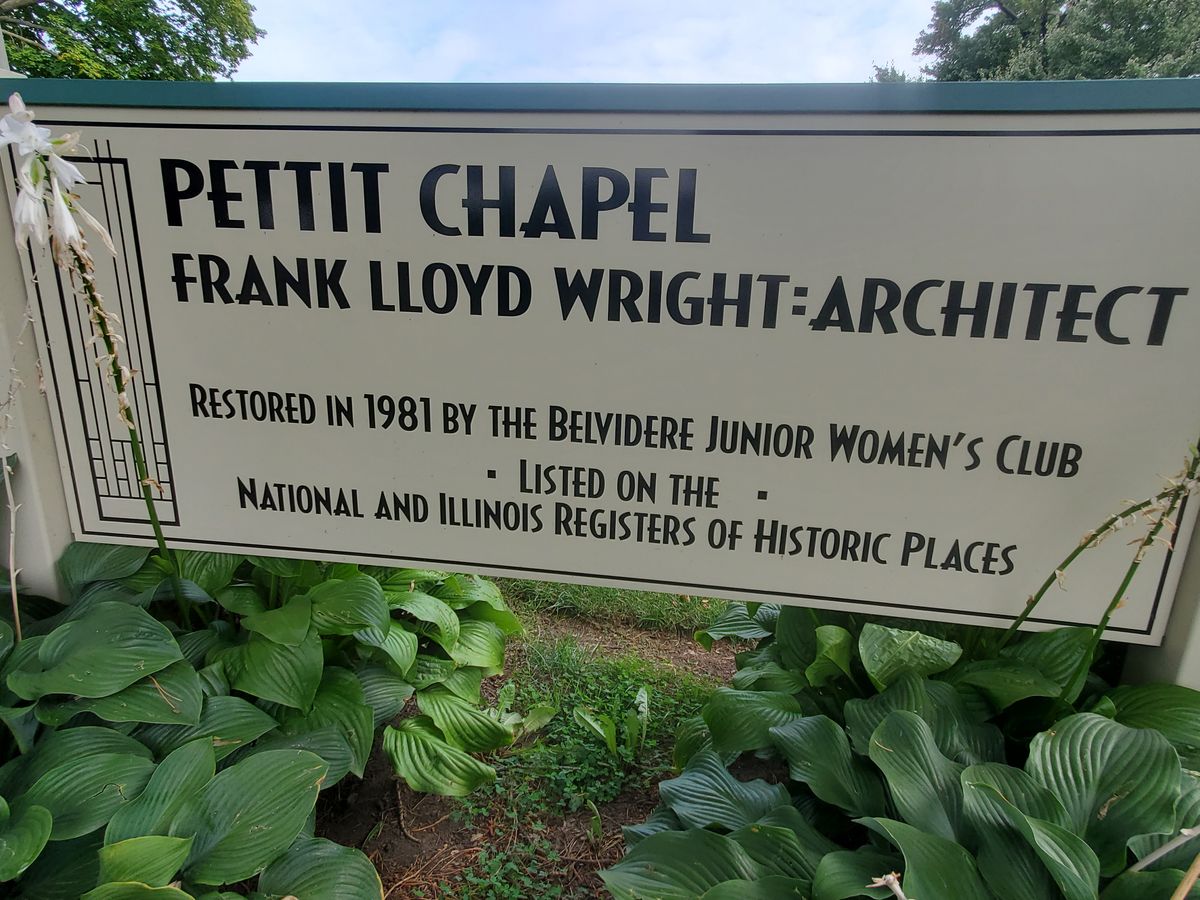 PETTIT CHAPEL
FRANK LLOYD WRIGHT:ARCHITECT
RESTORED IN 1981 BY THE BELVIDERE JUNIOR WOMEN'S CLUB
▪ LISTED ON THE ▪
NATIONAL AND ILLINOIS REGISTERS OF HISTORIC PLACES